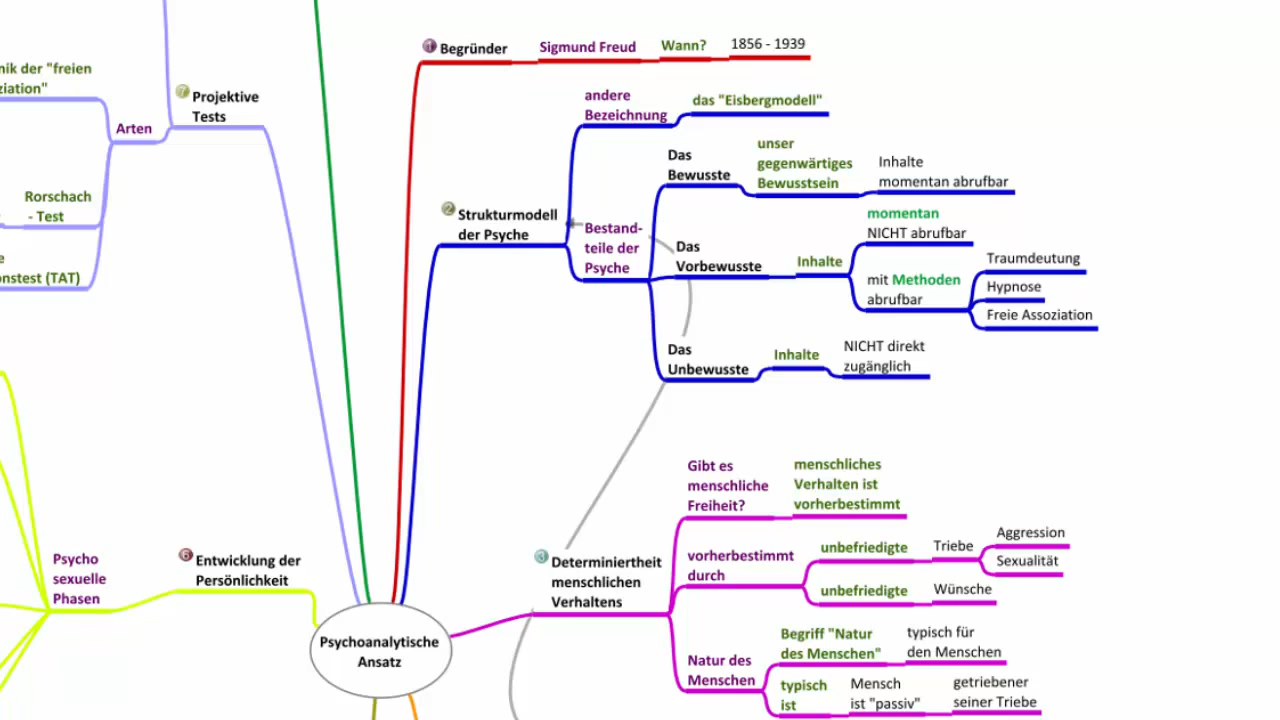 Begründer
Sigmund Freud
Wann?
1856 - 1939
"freien
7
Projektive
Tests
Arten
Rorschach
- Test
(TAT)
2
Strukturmodell
der Psyche
andere
Bezeichnung
das "Eisbergmodell"
Bestand-
teile der
Psyche
Das
Bewusste
unser
gegenwärtiges
Bewusstsein
Inhalte
momentan abrufbar
Das
Vorbewusste
Inhalte
momentan
NICHT abrufbar
mit Methoden
abrufbar
Traumdeutung
Hypnose
Freie Assoziation
Das
Unbewusste
Inhalte
NICHT direkt
zugänglich
Psycho
sexuelle
Phasen
6
Entwicklung der
Persönlichkeit
Psychoanalytische
Ansatz
Determiniertheit
menschlichen
Verhaltens
Gibt es
menschliche
Freiheit?
menschliches
Verhalten ist
vorherbestimmt
vorherbestimmt
durch
unbefriedigte
Triebe
Aggression
Sexualität
unbefriedigte
Wünsche
Natur des
Menschen
Begriff "Natur
des Menschen"
typisch für
den Menschen
typisch
ist
Mensch
ist "passiv"
getriebener
seiner Triebe